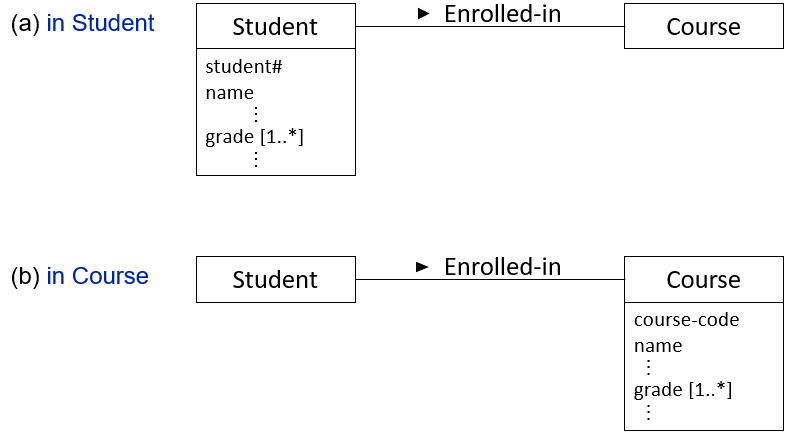 (a) in Student
Student
► Enrolled-in
Course
student#
name
⋮
grade [1..*]
⋮
(b) in Course
Student
► Enrolled-in
Course
course-code
name
⋮
grade [1..*]
⋮